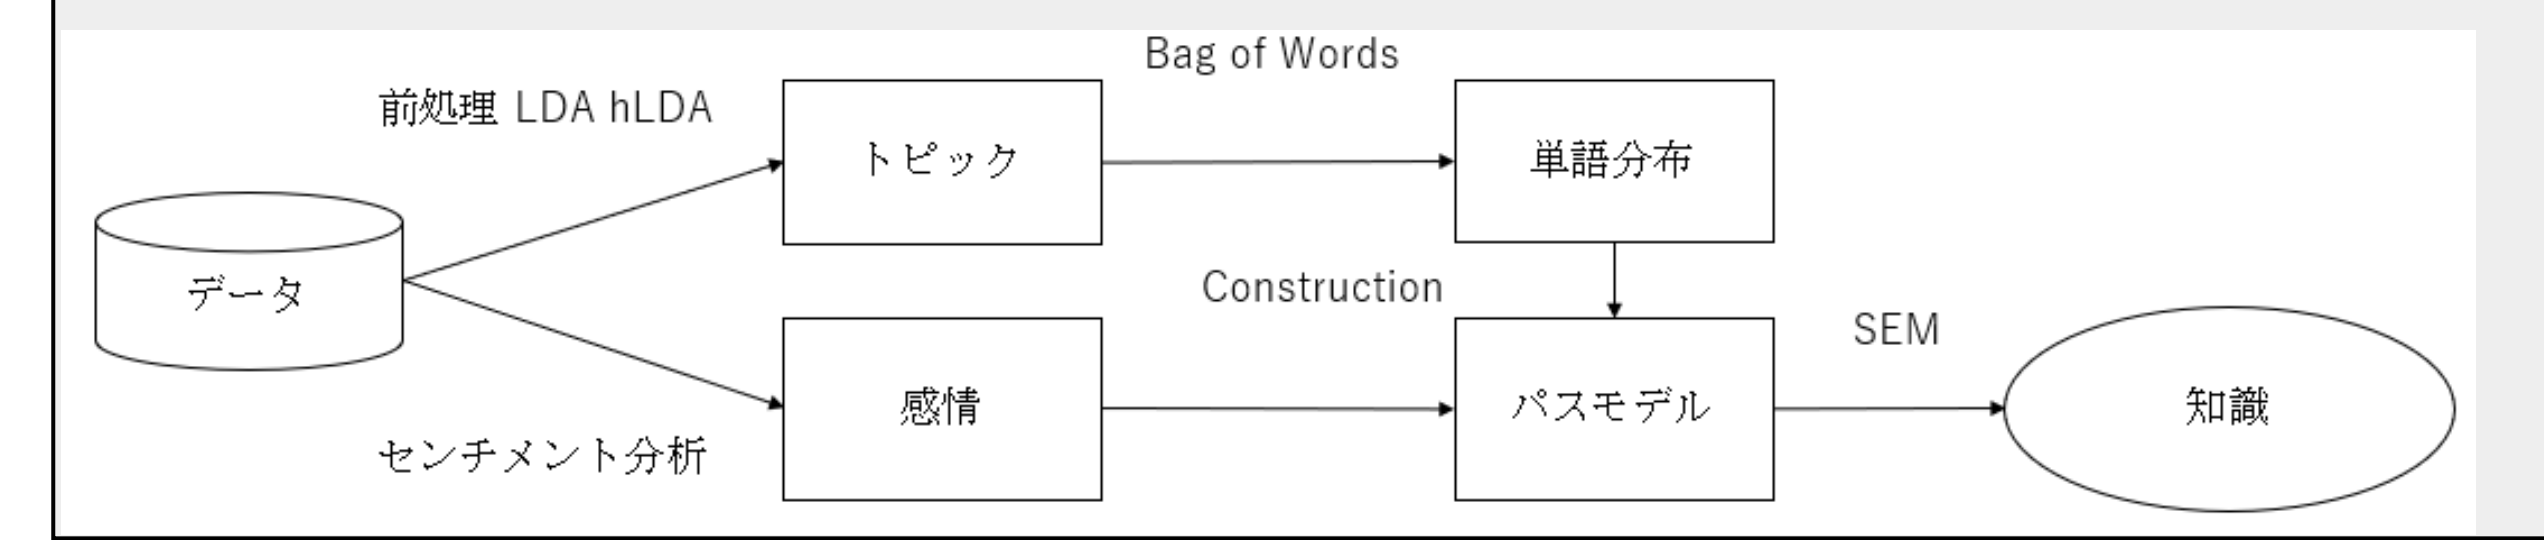 Bag of Words
前処理 LDA hLDA
トピック
単語分布
データ
Construction
SEM
感情
パスモデル
知識
センチメント分析